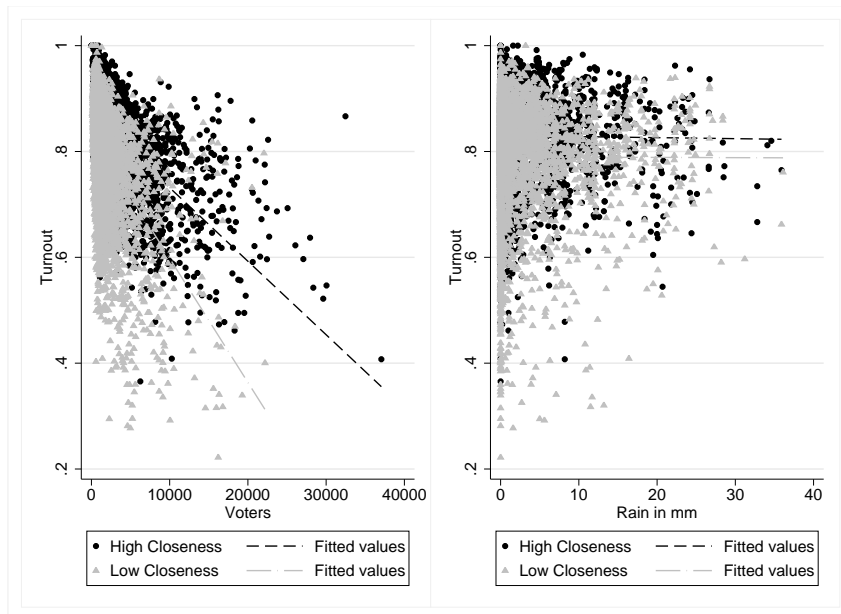 1
.8
.6
.4
.2
Turnout
0 10000 20000 30000 40000
Voters
High Closeness Fitted values
Low Closeness Fitted values
1
.8
.6
.4
.2
Turnout
0 10 20 30 40
Rain in mm
High Closeness Fitted values
Low Closeness Fitted values